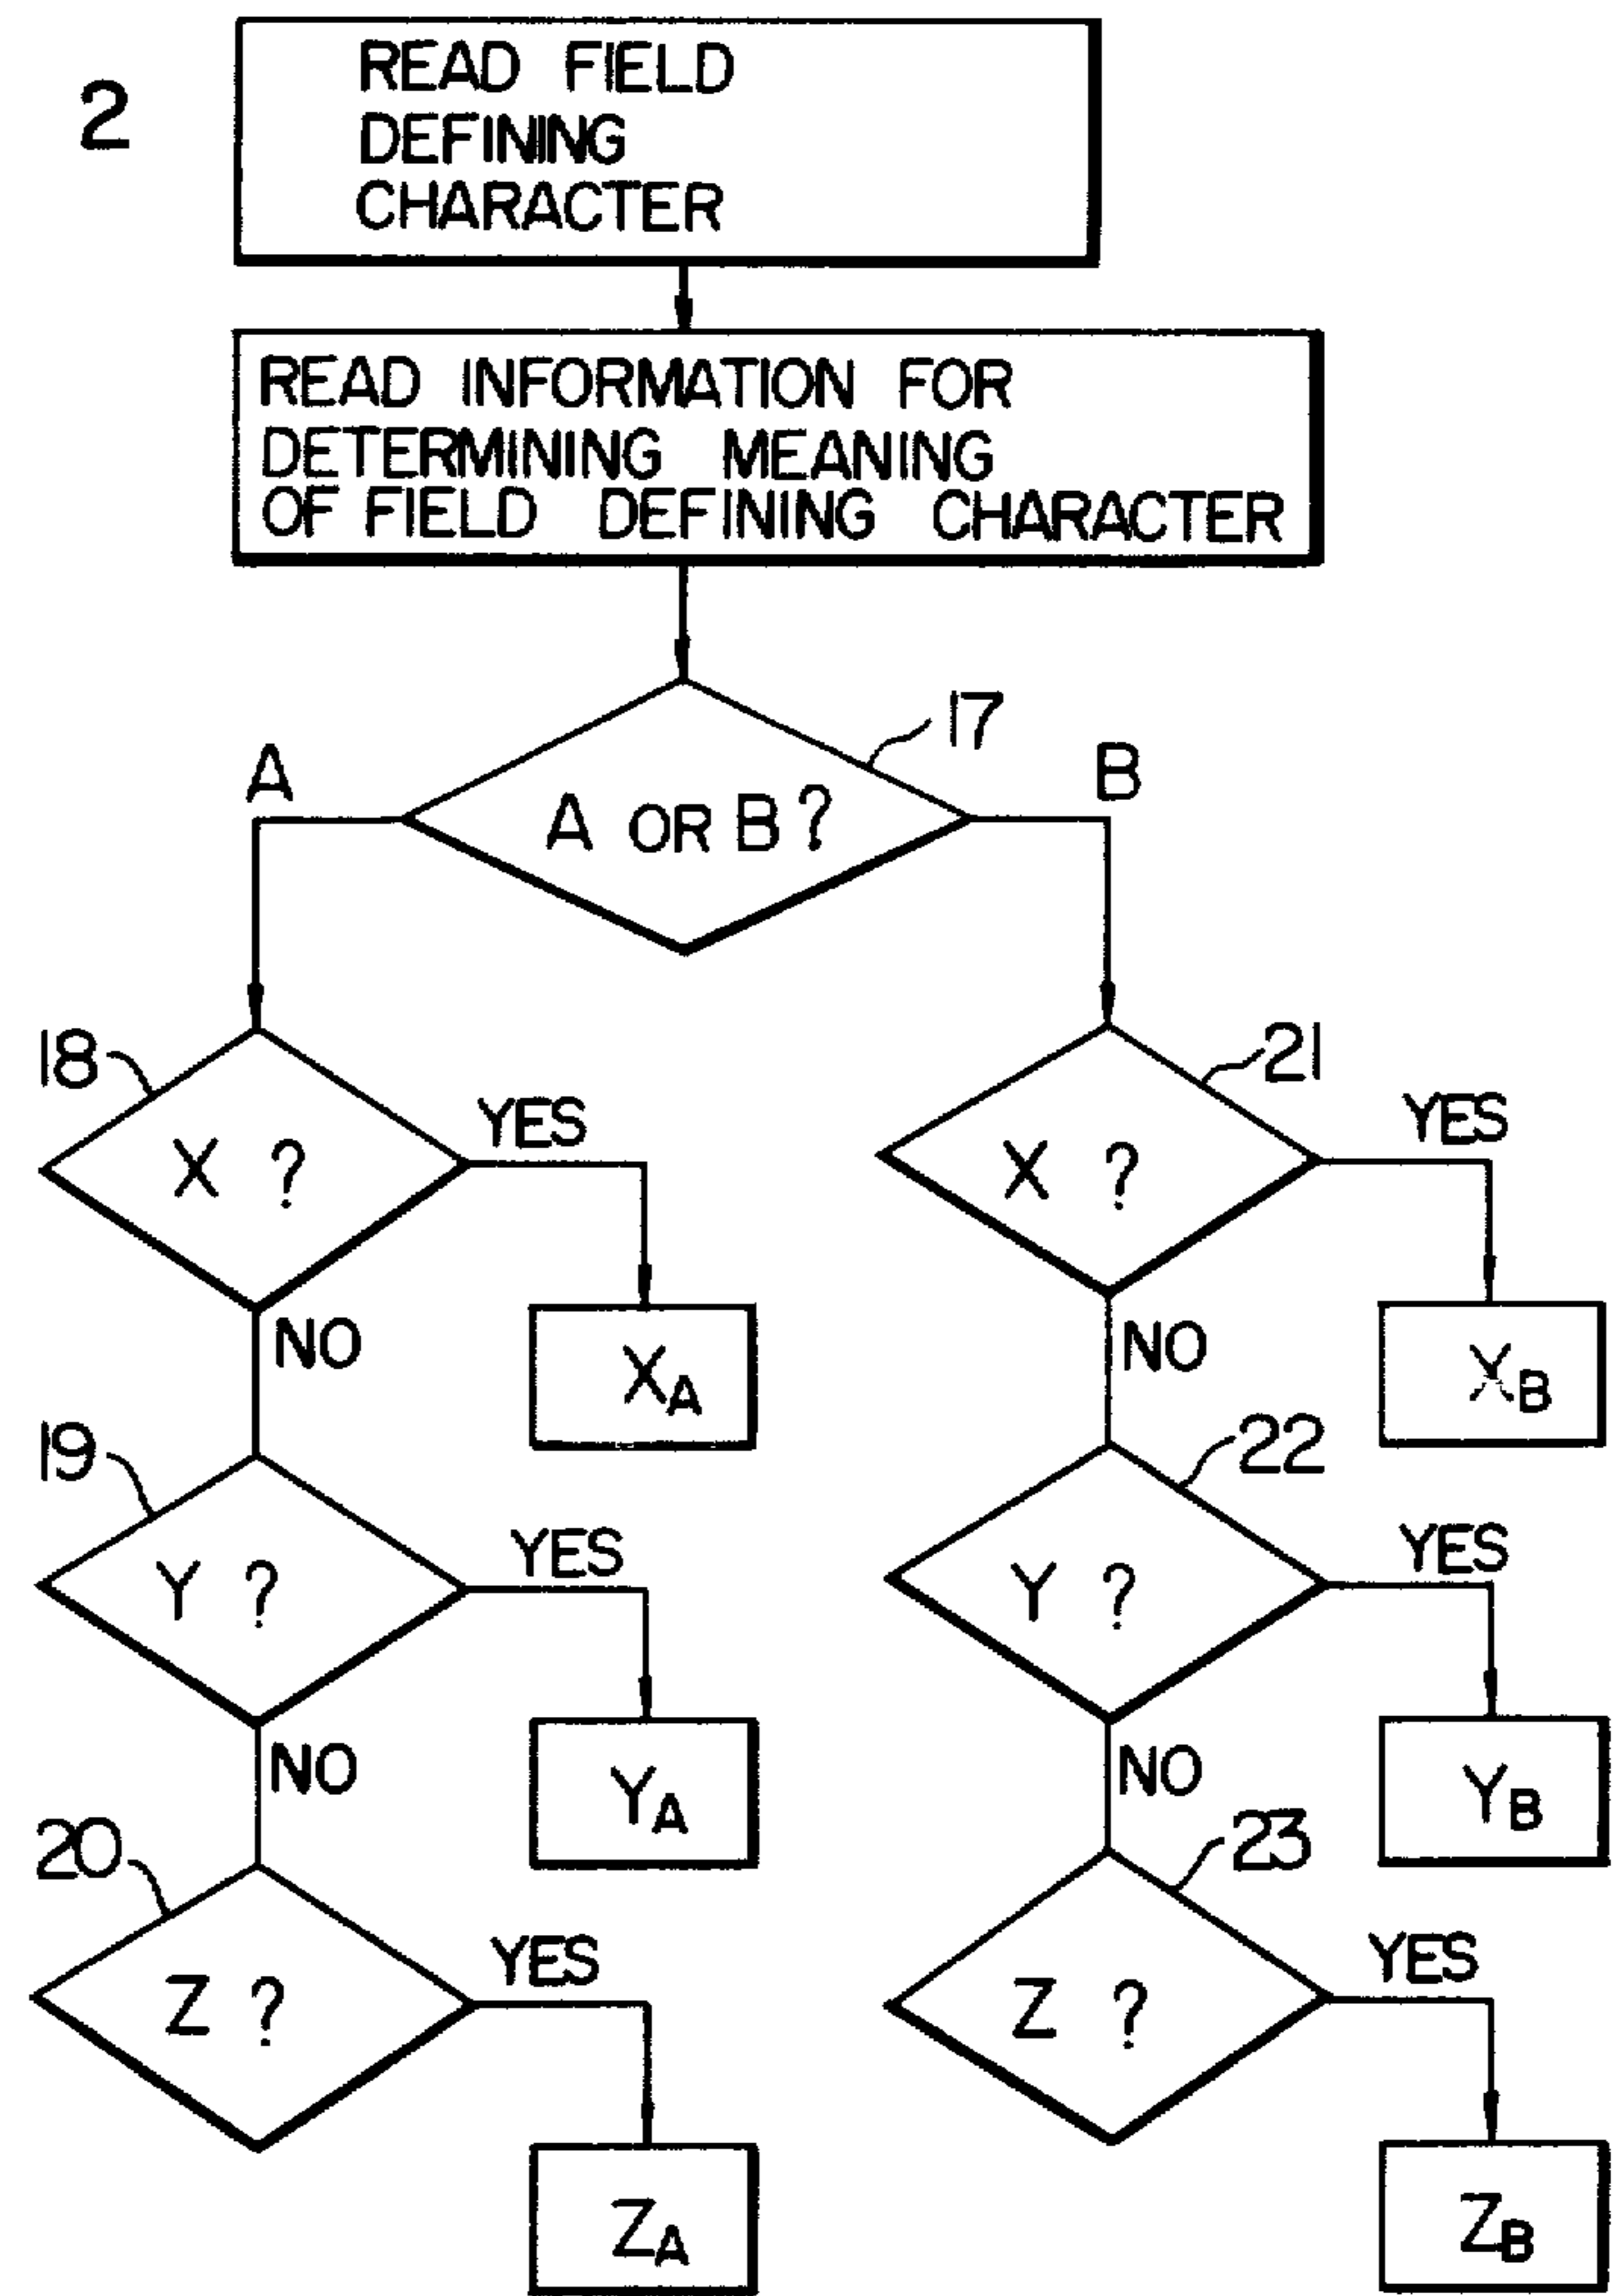 2
READ FIELD
DEFINING
CHARACTER
READ INFORMATION FOR
DETERMINING MEANING
OF FIELD DEFINING CHARACTER
17
A
B
A OR B?
18
21
X ?
YES
X ?
YES
NO
XA
NO
XB
19
22
Y ?
YES
Y ?
YES
NO
YA
NO
YB
20
23
Z ?
YES
Z ?
YES
ZA
ZB